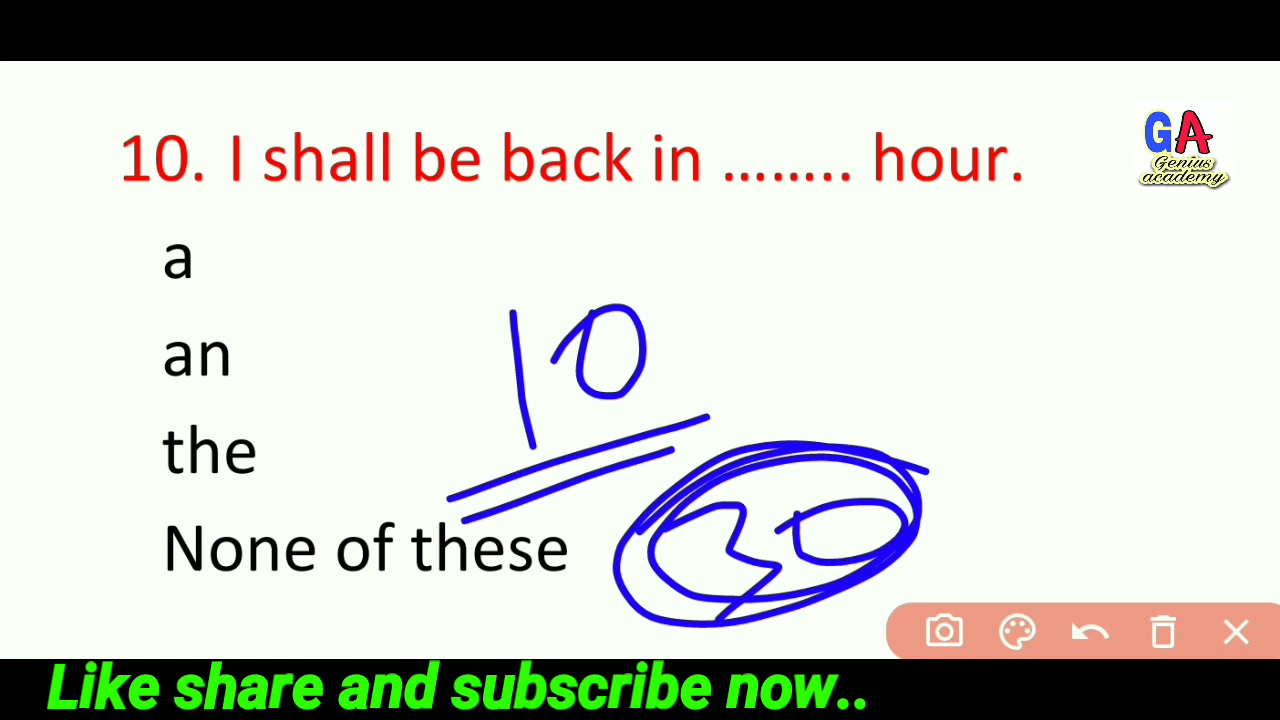 10. I shall be back in …….. hour.
GA
Genius
academy
a
an
the
None of these
10
30
Like share and subscribe now..